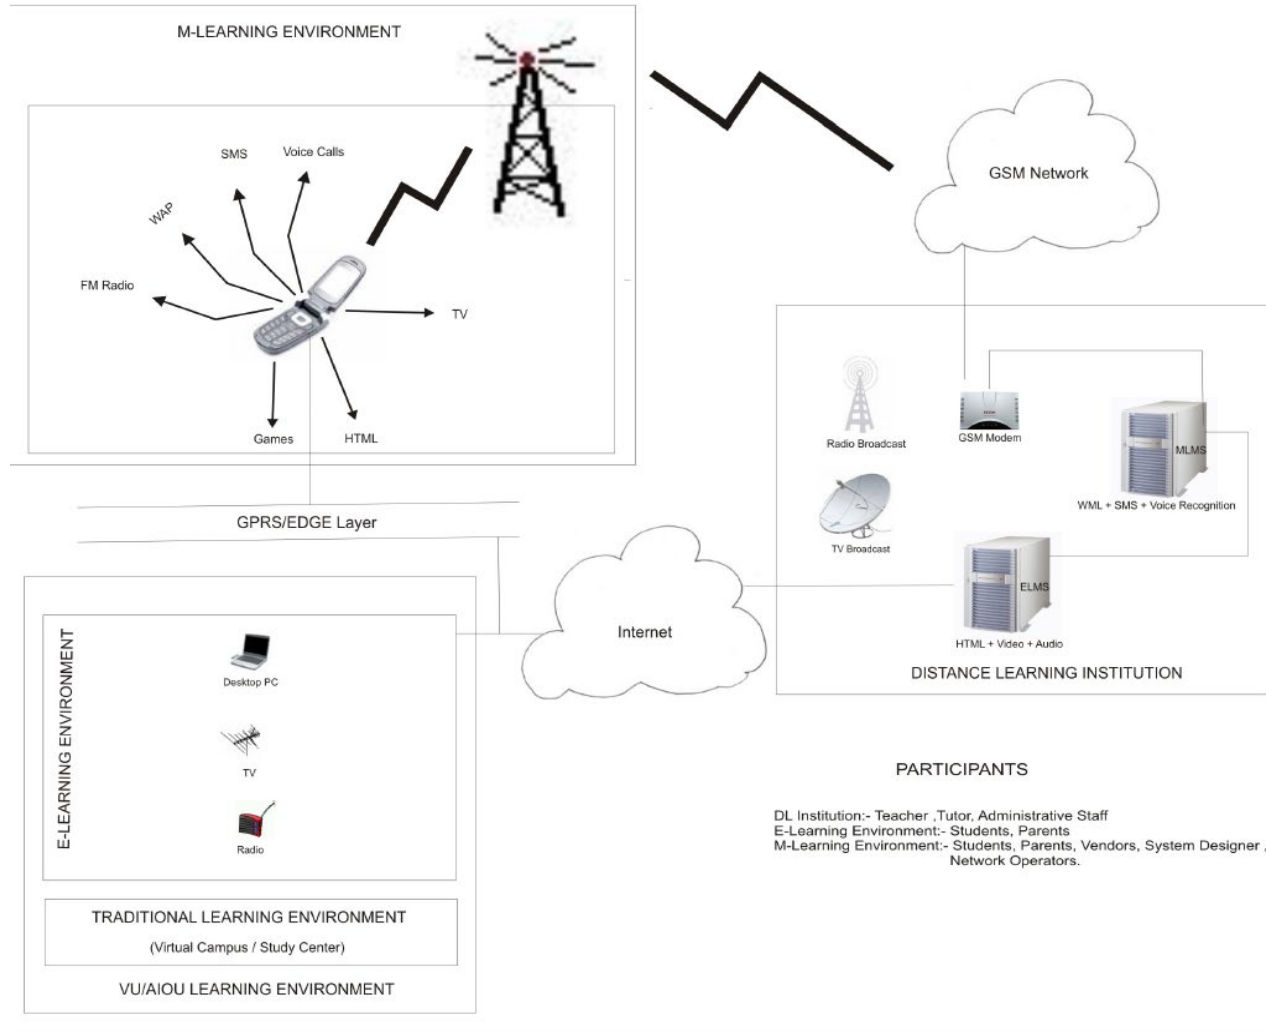 M-LEARNING ENVIRONMENT
SMS
Voice Calls
WAP
FM Radio
TV
Games
HTML
GSM Network
Radio Broadcast
GSM Modem
MLMS
WML + SMS + Voice Recognition
TV Broadcast
ELMS
HTML + Video + Audio
DISTANCE LEARNING INSTITUTION
GPRS/EDGE Layer
Internet
E-LEARNING ENVIRONMENT
Desktop PC
TV
Radio
TRADITIONAL LEARNING ENVIRONMENT
(Virtual Campus / Study Center)
VU/AIOU LEARNING ENVIRONMENT
PARTICIPANTS
DL Institution:- Teacher ,Tutor, Administrative Staff
E-Learning Environment:- Students, Parents
M-Learning Environment:- Students, Parents, Vendors, System Designer ,
Network Operators.